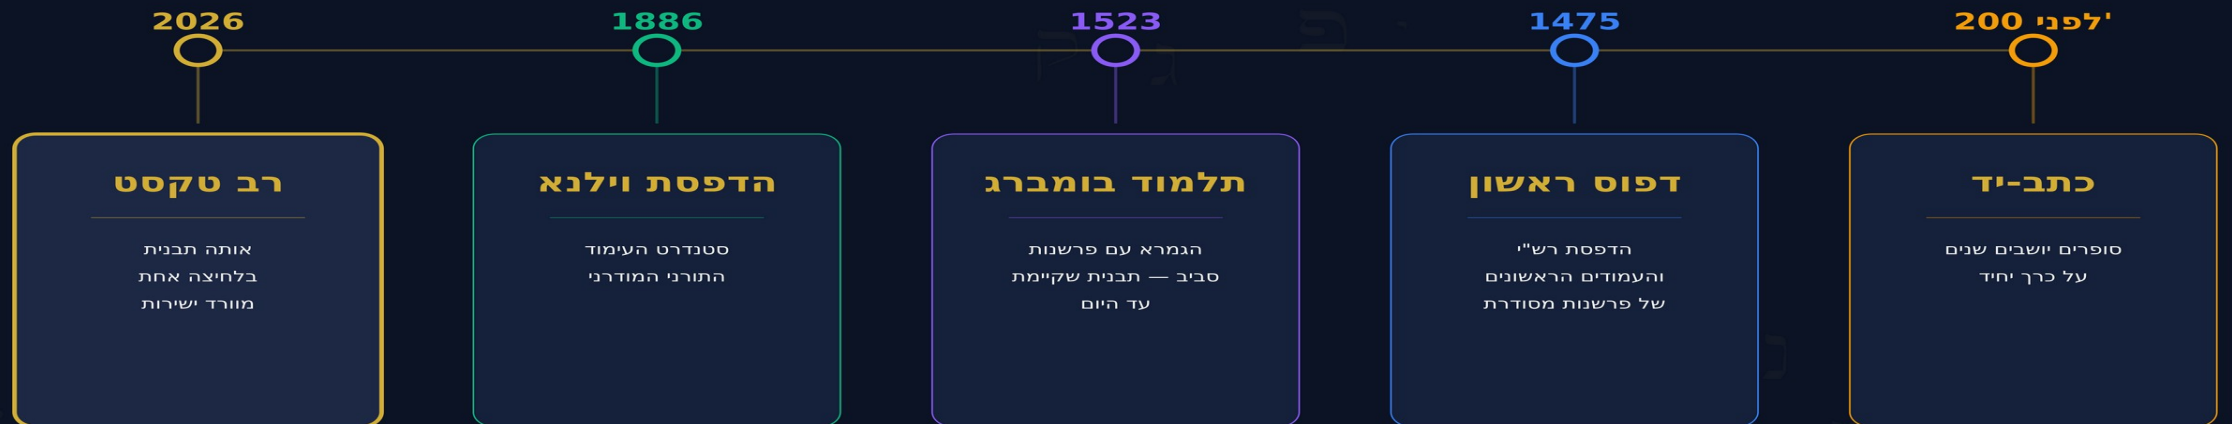 'לפני 200
כתב-יד
סופרים יושבים שנים
על כרך יחיד
1475
דפוס ראשון
הדפסת רש"י
והעמודים הראשונים
של פרשנות מסודרת
1523
תלמוד בומברג
הגמרא עם פרשנות
סביב — תבנית שקיימת
עד היום
1886
הדפסת וילנא
סטנדרט העימוד
התורני המודרני
2026
רב טקסט
אותה תבנית
בלחיצה אחת
מוורד ישירות